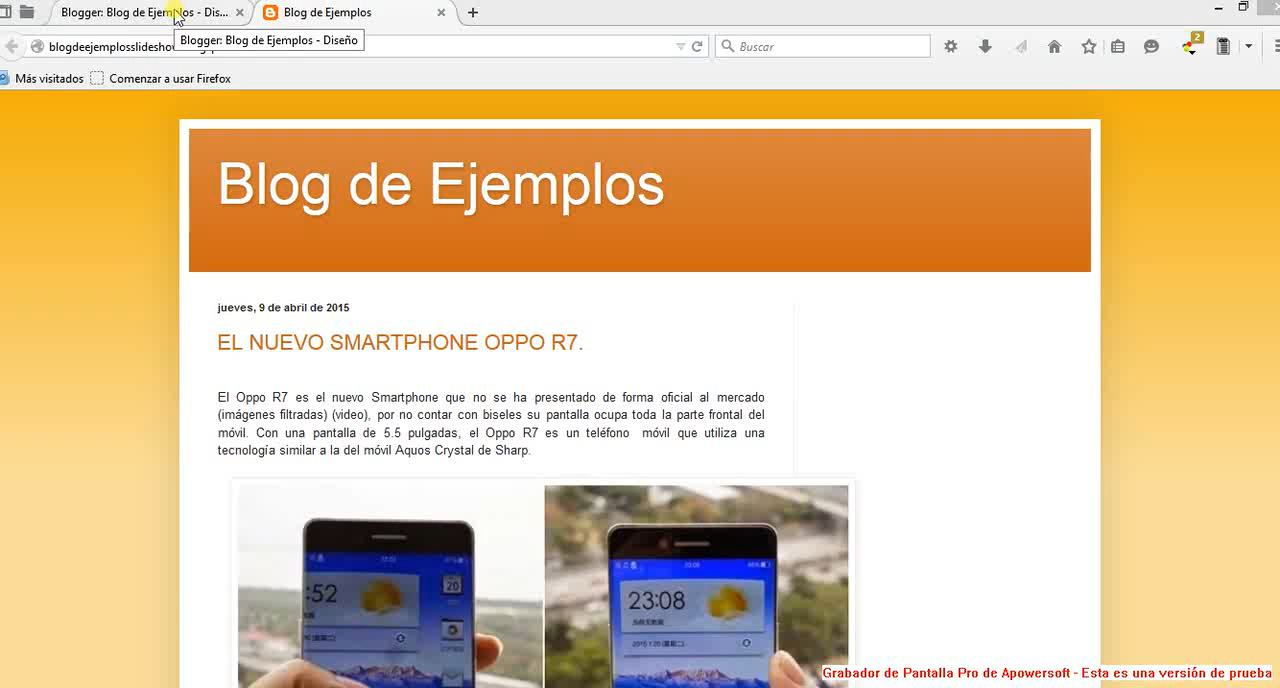 Blogger: Blog de Ejemplos - Dis...
Blog de Ejemplos
Blogger: Blog de Ejemplos - Diseño
blogdeejemplosslidesho
Buscar
2
Más visitados
Comenzar a usar Firefox
Blog de Ejemplos
jueves, 9 de abril de 2015
EL NUEVO SMARTPHONE OPPO R7.
El Oppo R7 es el nuevo Smartphone que no se ha presentado de forma oficial al mercado
(imágenes filtradas) (video), por no contar con biseles su pantalla ocupa toda la parte frontal del
móvil. Con una pantalla de 5.5 pulgadas, el Oppo R7 es un teléfono móvil que utiliza una
tecnología similar a la del móvil Aquos Crystal de Sharp.
:52
20
23:08
Grabador de Pantalla Pro de Apowersoft - Esta es una versión de prueba